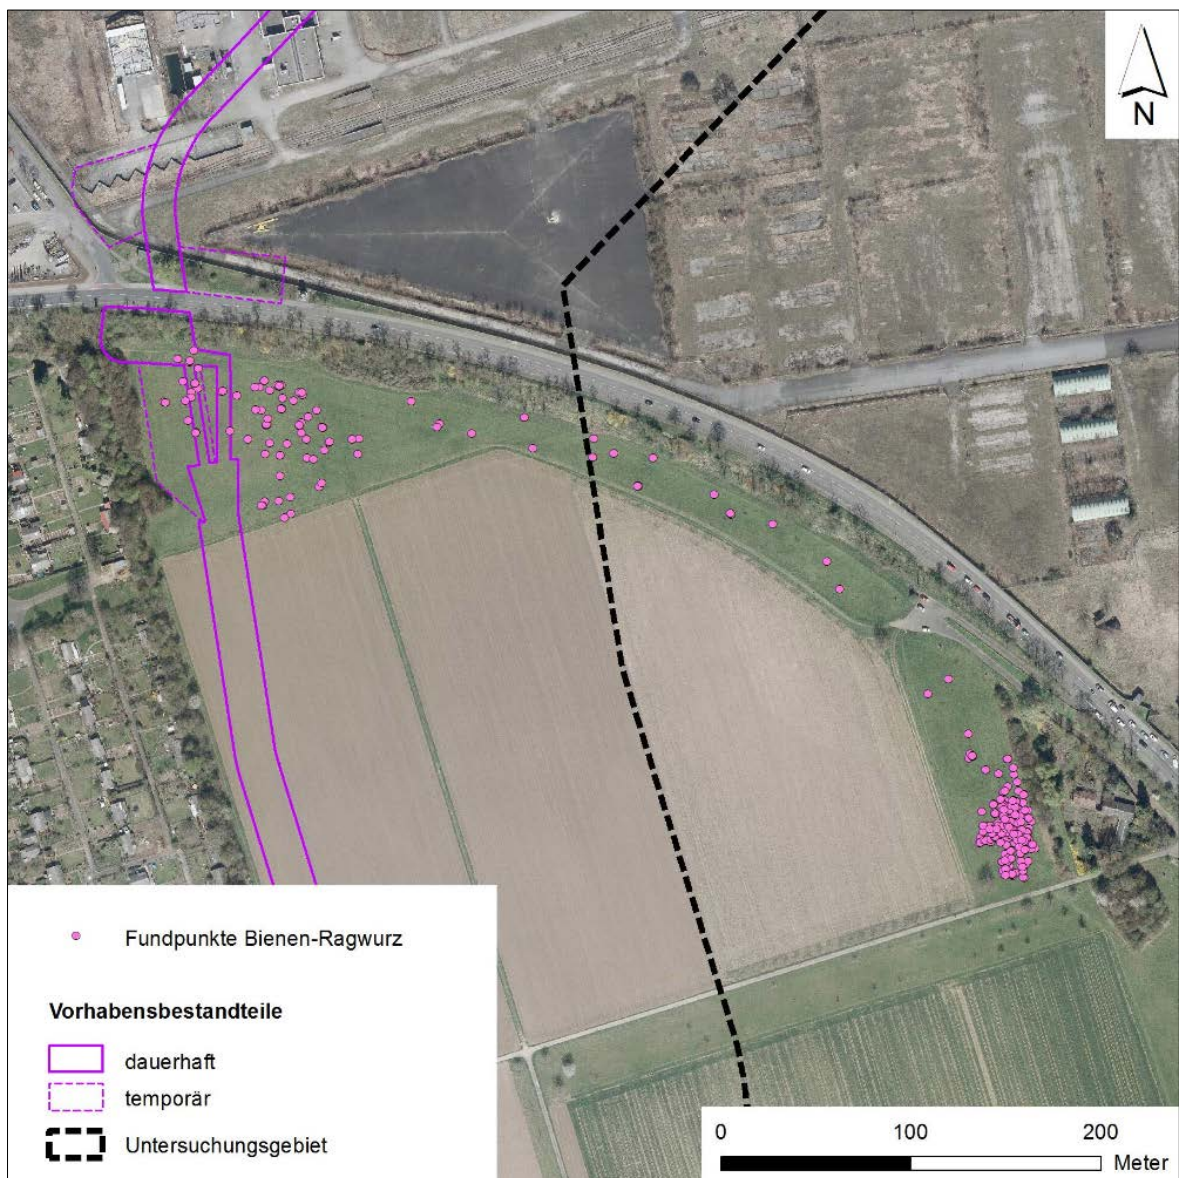 N
Fundpunkte Bienen-Ragwurz
Vorhabensbestandteile
dauerhaft
temporär
Untersuchungsgebiet
0 100 200
Meter